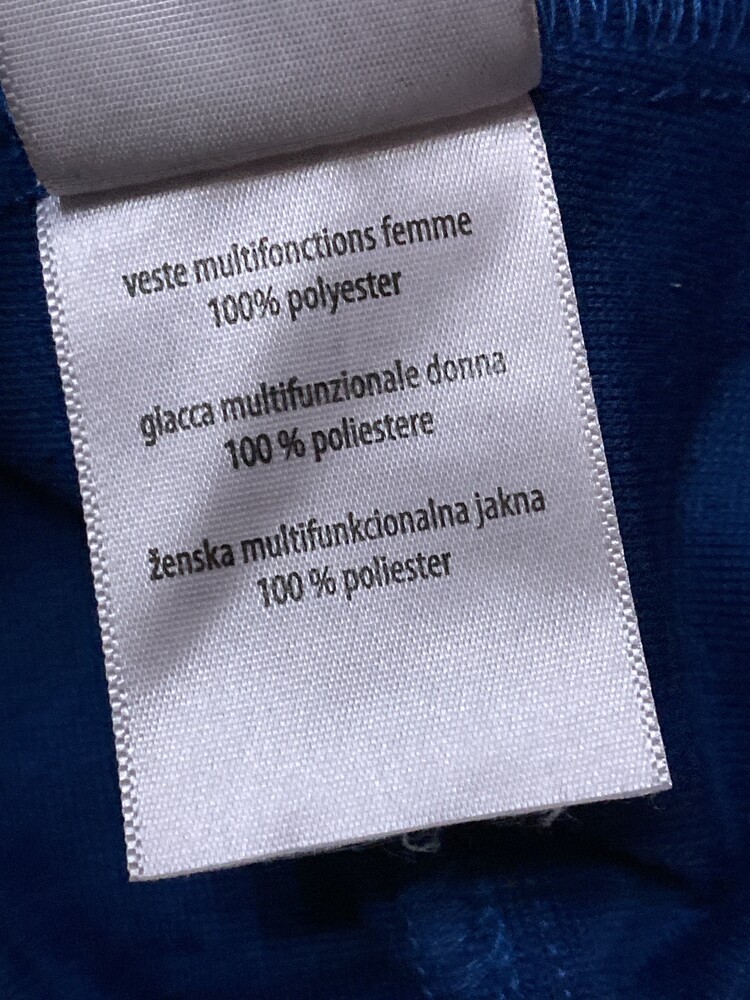 veste multifonctions femme
100% polyester
giacca multifunzionale donna
100 % poliestere
ženska multifunkcionalna jakna
100 % poliester